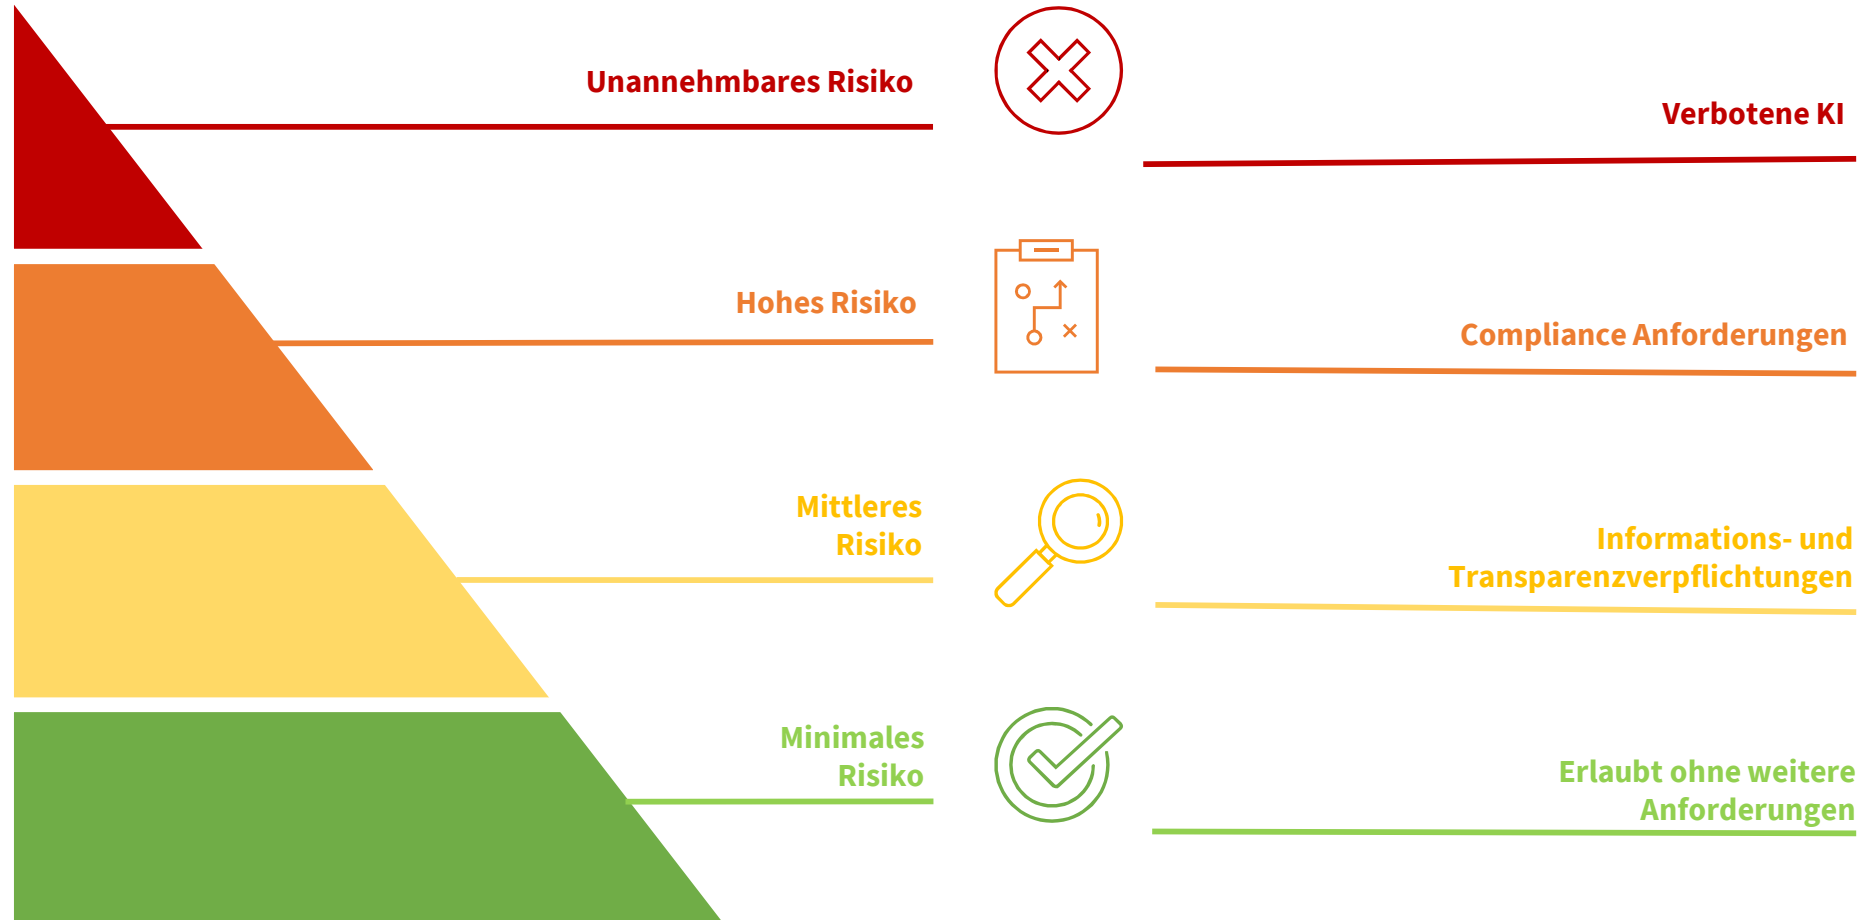 Unannehmbares Risiko
Verbotene KI
Hohes Risiko
Compliance Anforderungen
Mittleres
Risiko
Informations- und
Transparenzverpflichtungen
Minimales
Risiko
Erlaubt ohne weitere
Anforderungen